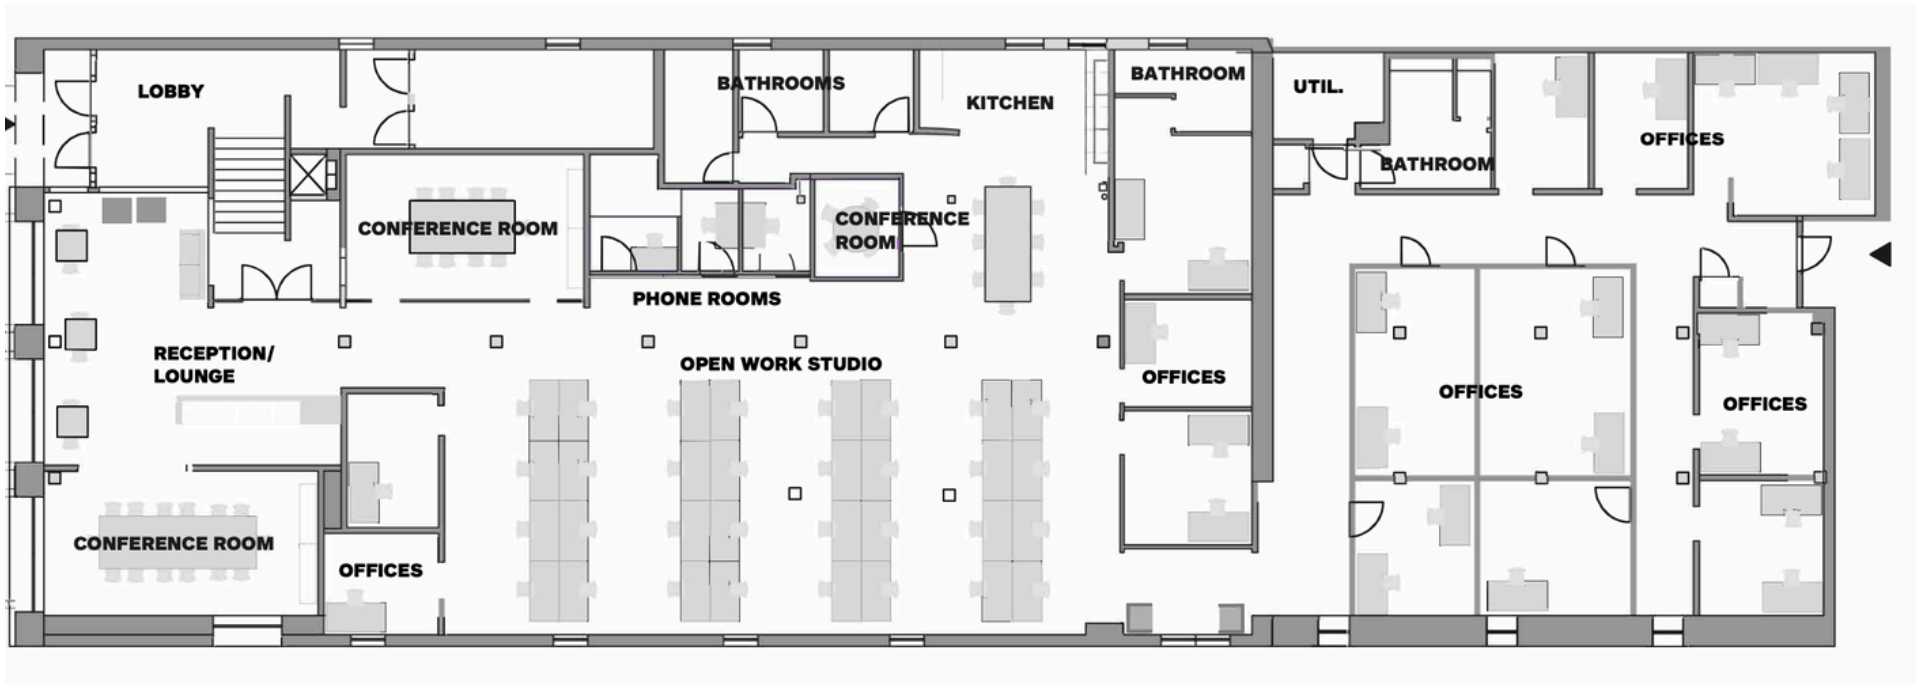 LOBBY
BATHROOMS
KITCHEN
BATHROOM
UTIL.
OFFICES
BATHROOM
CONFERENCE ROOM
CONFERENCE
ROOM
PHONE ROOMS
RECEPTION/
LOUNGE
OPEN WORK STUDIO
OFFICES
OFFICES
OFFICES
CONFERENCE ROOM
OFFICES